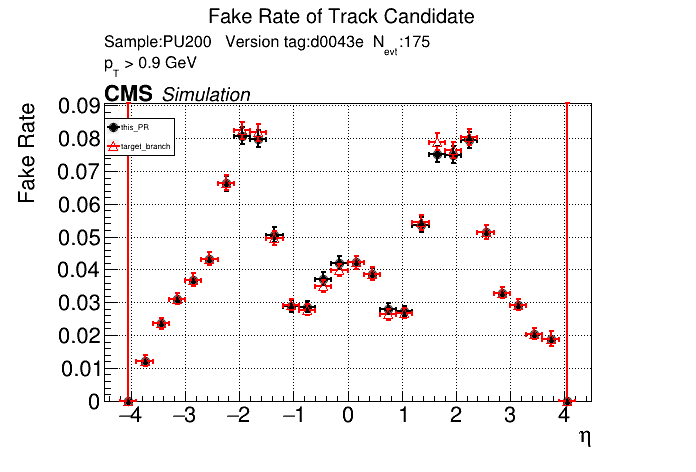 Fake Rate of Track Candidate
Sample:PU200 Version tag:d0043e N_evt:175
p_T > 0.9 GeV
CMS Simulation
Fake Rate
0.09
0.08
0.07
0.06
0.05
0.04
0.03
0.02
0.01
0
this_PR
target_branch
−4 −3 −2 −1 0 1 2 3 4
η